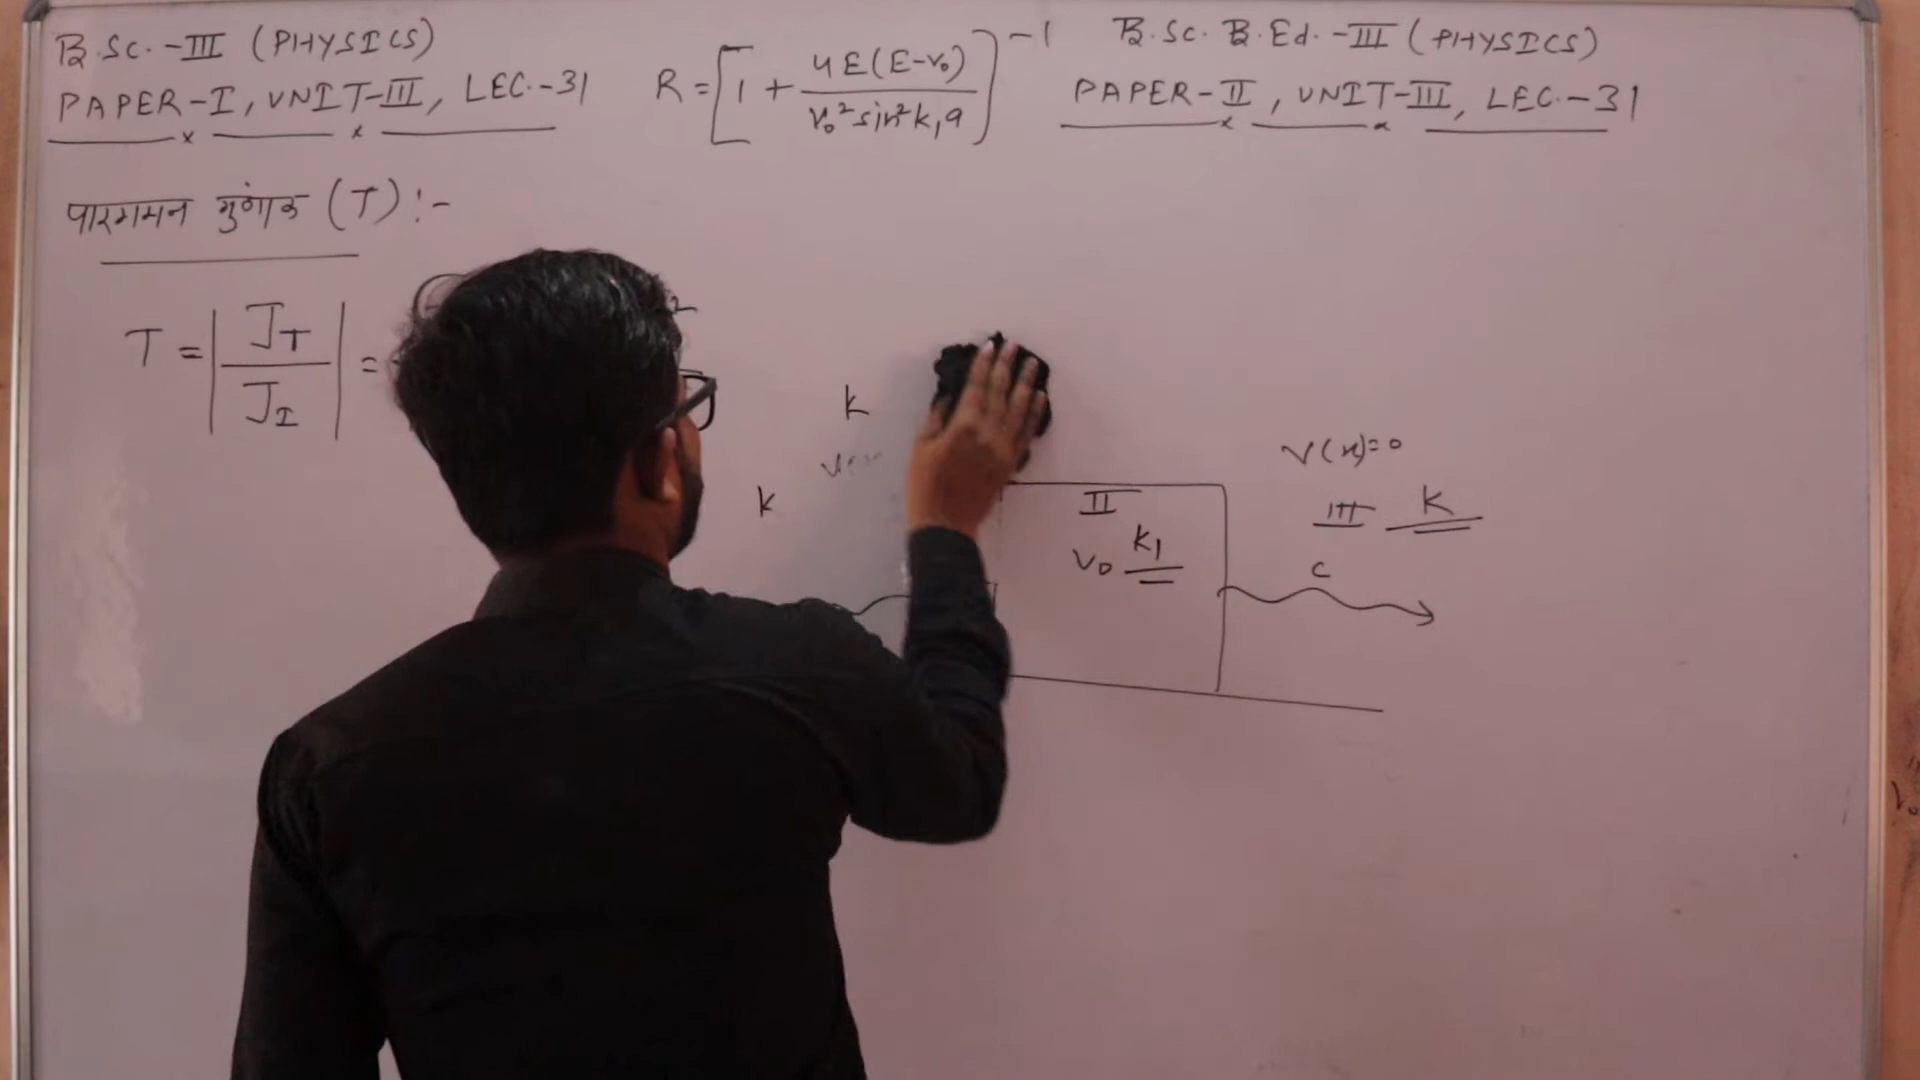 B.Sc.-III (PHYSICS)
PAPER-I, UNIT-III, LEC.-31
R = [1 + 4E(E-V₀) / V₀² sin² k₁a]⁻¹
B.Sc. B.Ed.-III (PHYSICS)
PAPER-II, UNIT-III, LEC.-31
पारगमन गुणांक (T) :-
T = | J_T / J_I | =
2
k
k
II
V₀ k₁
V(x)=0
III K
C